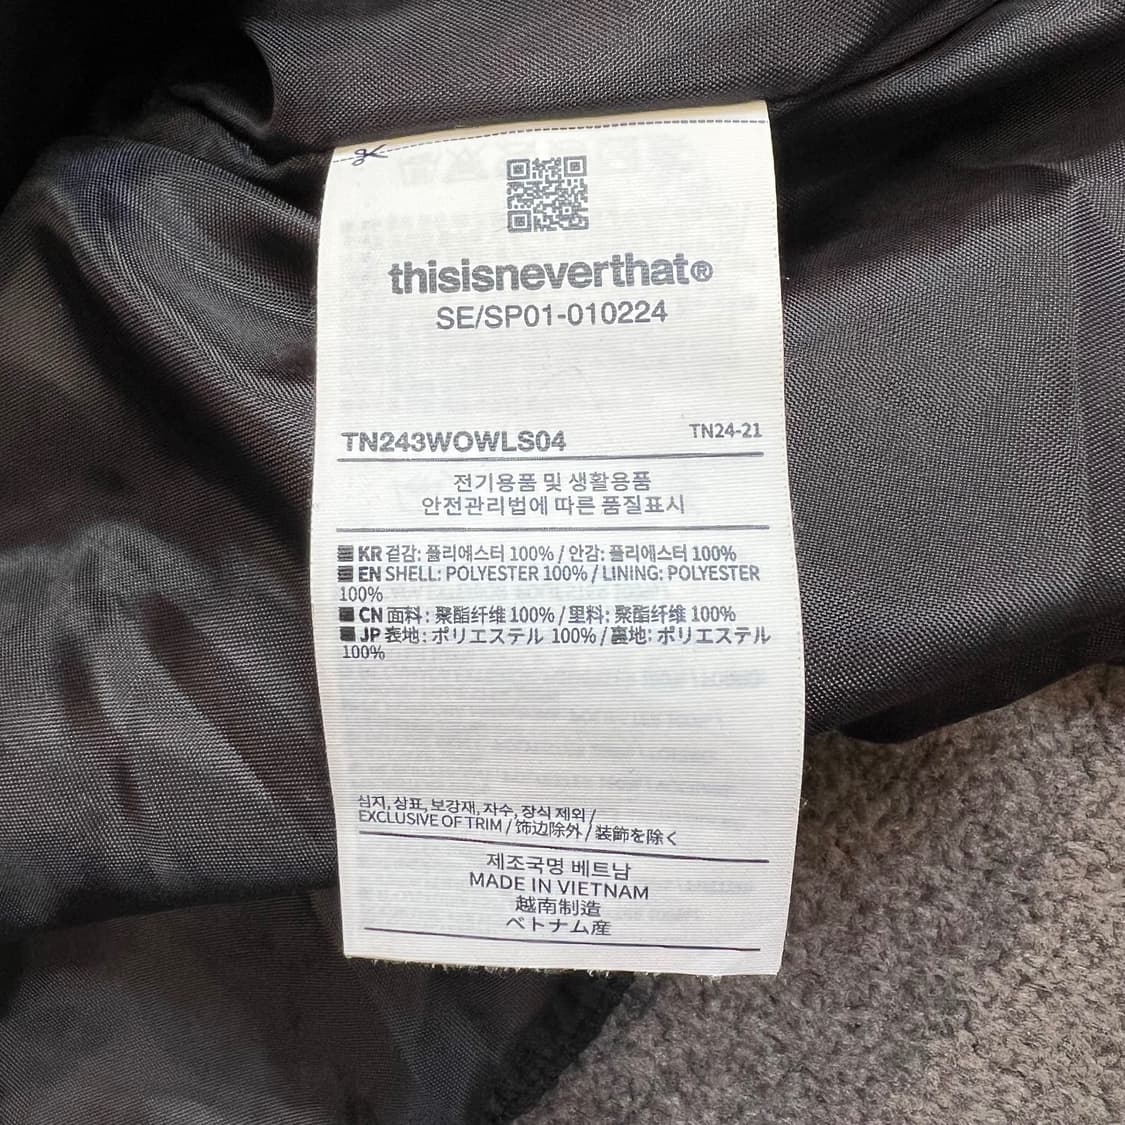 thisisneverthat®
SE/SP01-010224
TN243WOWLS04
TN24-21
전기용품 및 생활용품
안전관리법에 따른 품질표시
KR 겉감: 폴리에스터 100% / 안감: 폴리에스터 100%
EN SHELL: POLYESTER 100% / LINING: POLYESTER
100%
CN 面料: 聚酯纤维 100% / 里料: 聚酯纤维 100%
JP 表地: ポリエステル 100% / 裏地: ポリエステル
100%
심지, 상표, 보강재, 자수, 장식 제외 /
EXCLUSIVE OF TRIM / 饰边除外 / 装飾を除く
제조국명 베트남
MADE IN VIETNAM
越南制造
ベトナム産